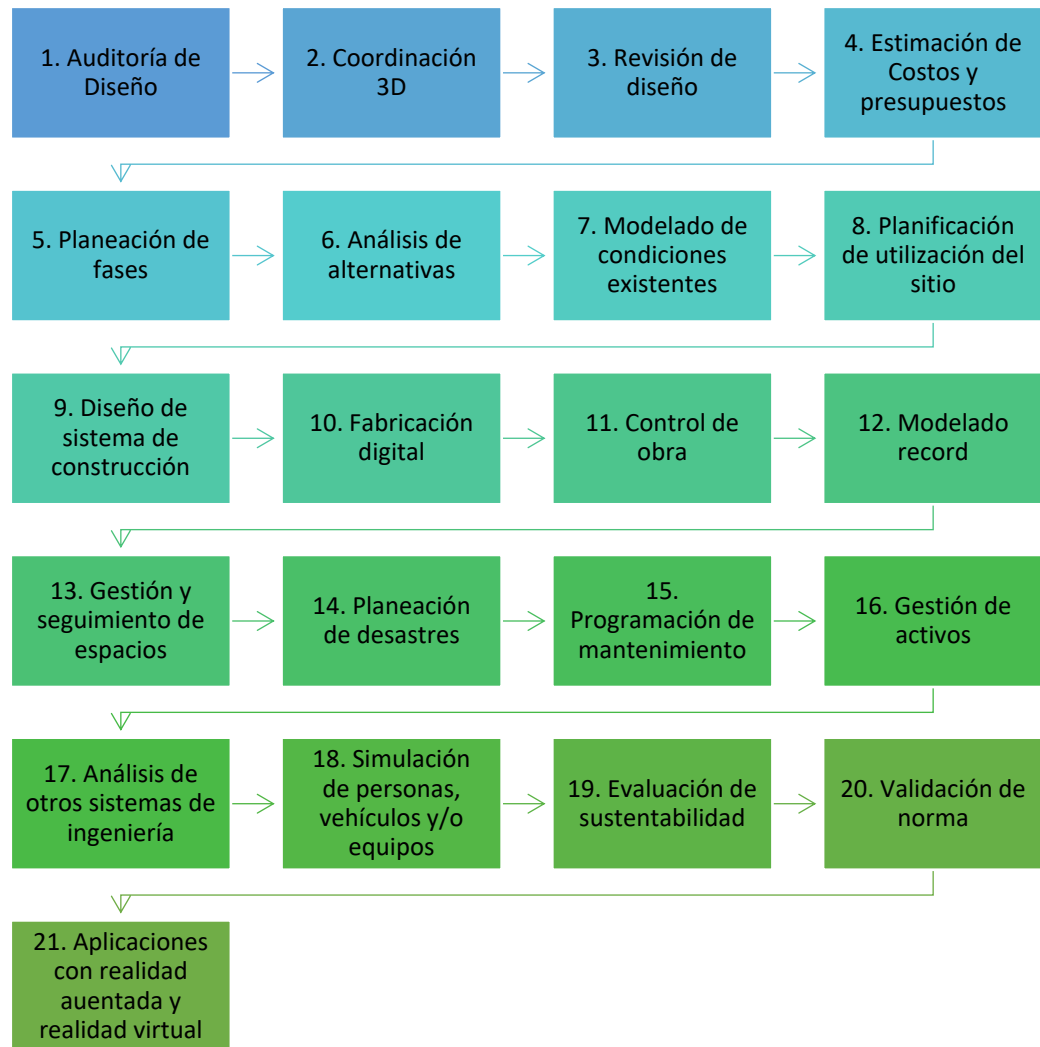 1. Auditoría de
Diseño
2. Coordinación
3D
3. Revisión de
diseño
4. Estimación de
Costos y
presupuestos
5. Planeación de
fases
6. Análisis de
alternativas
7. Modelado de
condiciones
existentes
8. Planificación
de utilización del
sitio
9. Diseño de
sistema de
construcción
10. Fabricación
digital
11. Control de
obra
12. Modelado
record
13. Gestión y
seguimiento de
espacios
14. Planeación
de desastres
15.
Programación de
mantenimiento
16. Gestión de
activos
17. Análisis de
otros sistemas de
ingeniería
18. Simulación
de personas,
vehículos y/o
equipos
19. Evaluación de
sustentabilidad
20. Validación de
norma
21. Aplicaciones
con realidad
auentada y
realidad virtual